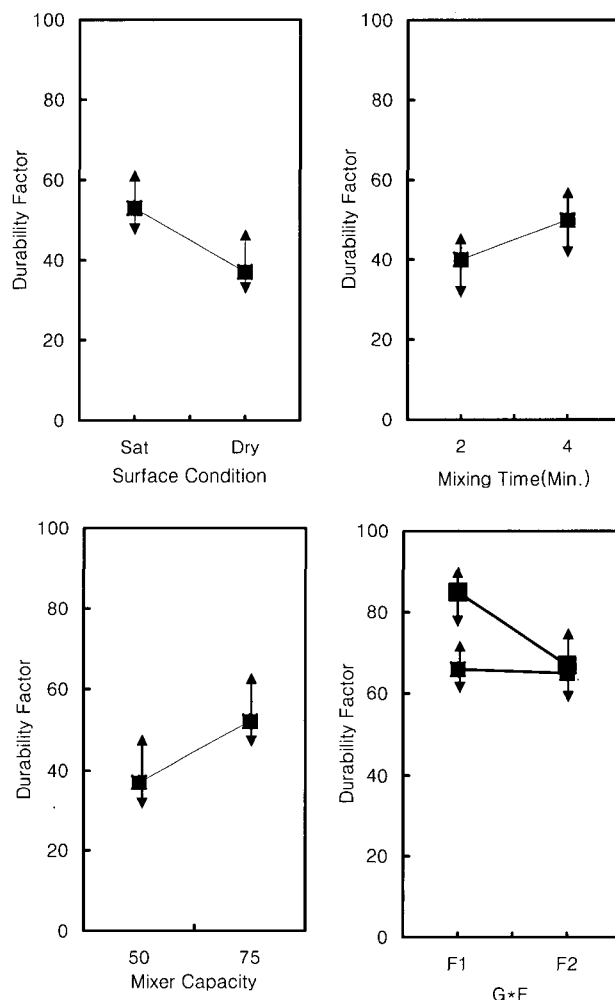 100
80
60
40
20
0
Durability Factor
Sat Dry
Surface Condition
100
80
60
40
20
0
Durability Factor
2 4
Mixing Time(Min.)
100
80
60
40
20
0
Durability Factor
50 75
Mixer Capacity
100
80
60
40
20
0
Durability Factor
F1 F2
G*F